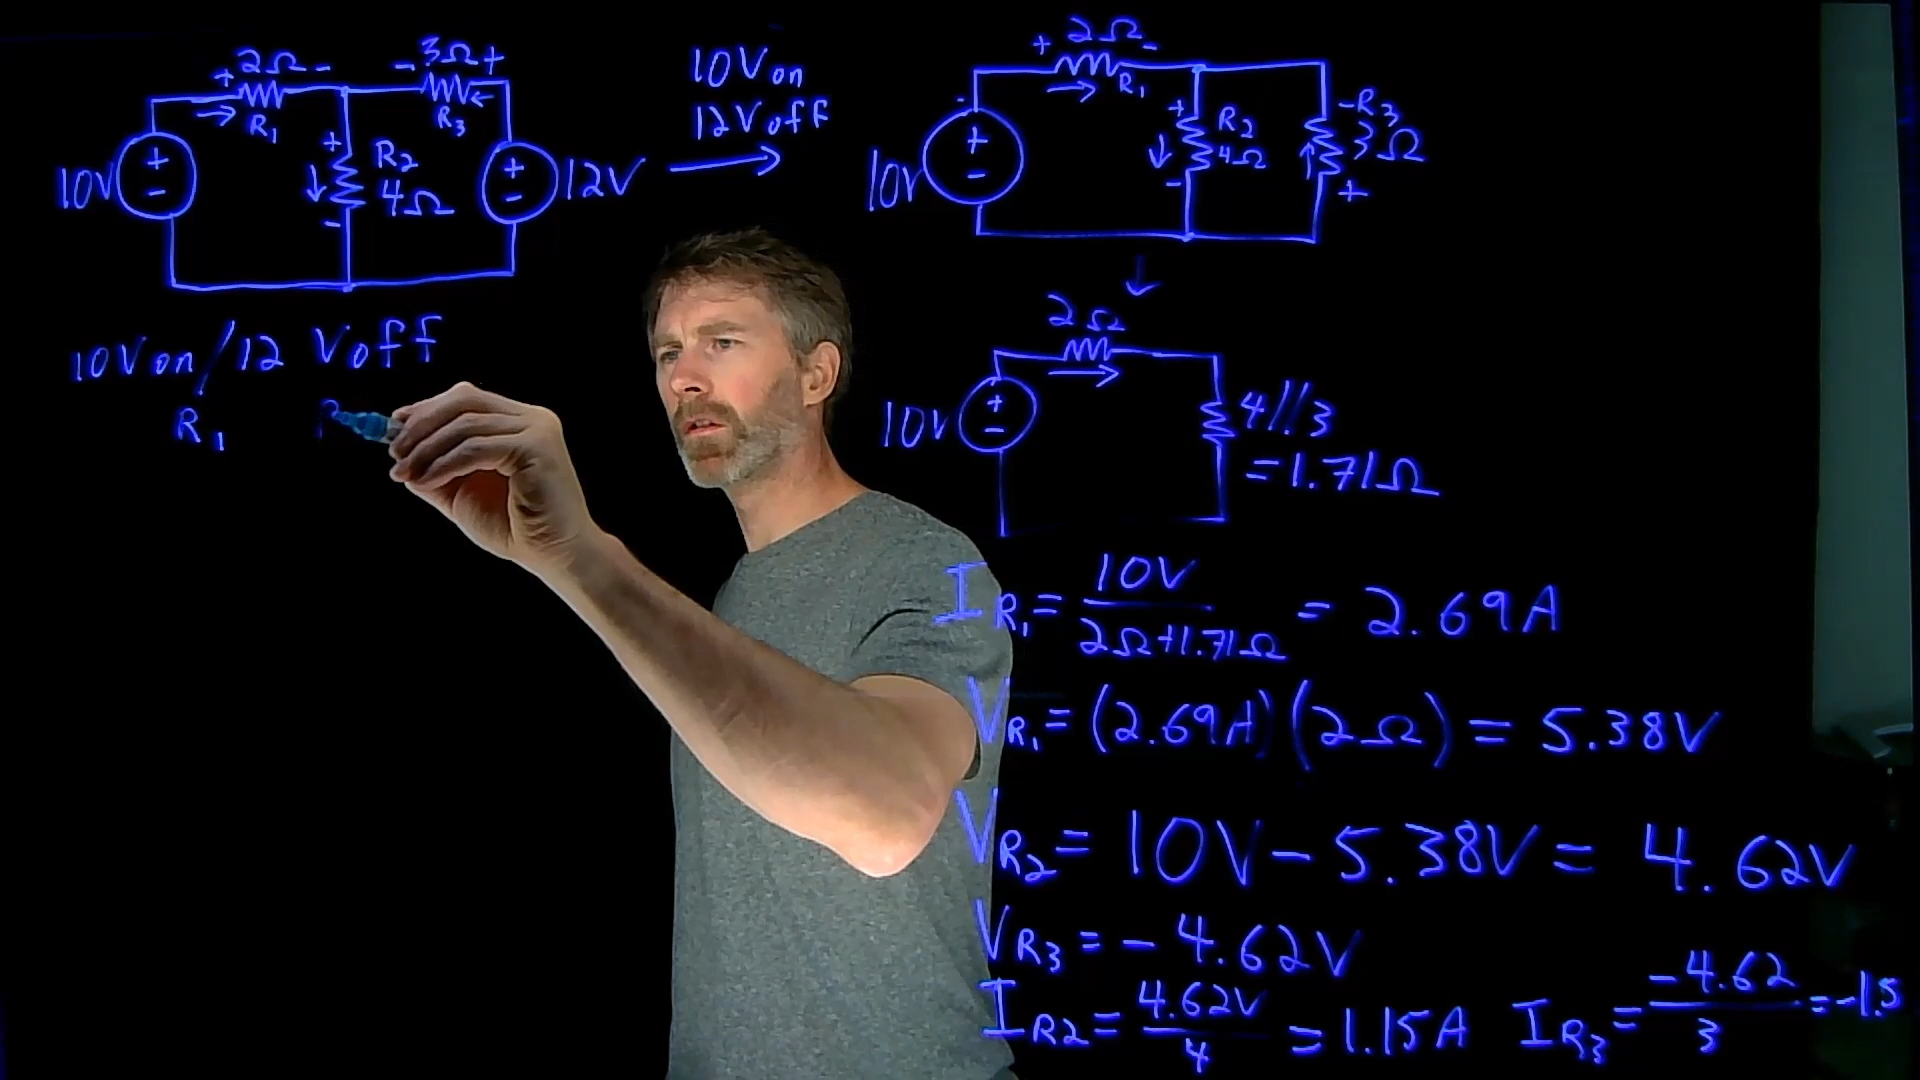 2Ω
+ -
R1
3Ω
- +
R3
10V
+
-
+
R2
4Ω
-
+
-
12V
10V on
12V off
2Ω
+ -
R1
10V
+
-
+
R2
4Ω
-
-R3
3Ω
+
2Ω
10V
+
-
4//3
=1.71Ω
10V on/12 Voff
R1 R
IR1 = 10V / 2Ω+1.71Ω = 2.69A
VR1 = (2.69A)(2Ω) = 5.38V
VR2 = 10V - 5.38V = 4.62V
VR3 = -4.62V
IR2 = 4.62V / 4 = 1.15A IR3 = -4.62 / 3 = -1.5